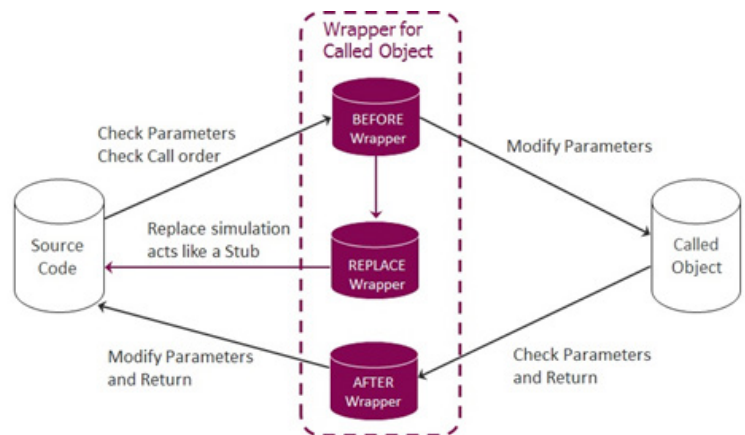 Wrapper for
Called Object
BEFORE
Wrapper
Check Parameters
Check Call order
Modify Parameters
Replace simulation
acts like a Stub
Source
Code
REPLACE
Wrapper
Called
Object
Modify Parameters
and Return
AFTER
Wrapper
Check Parameters
and Return